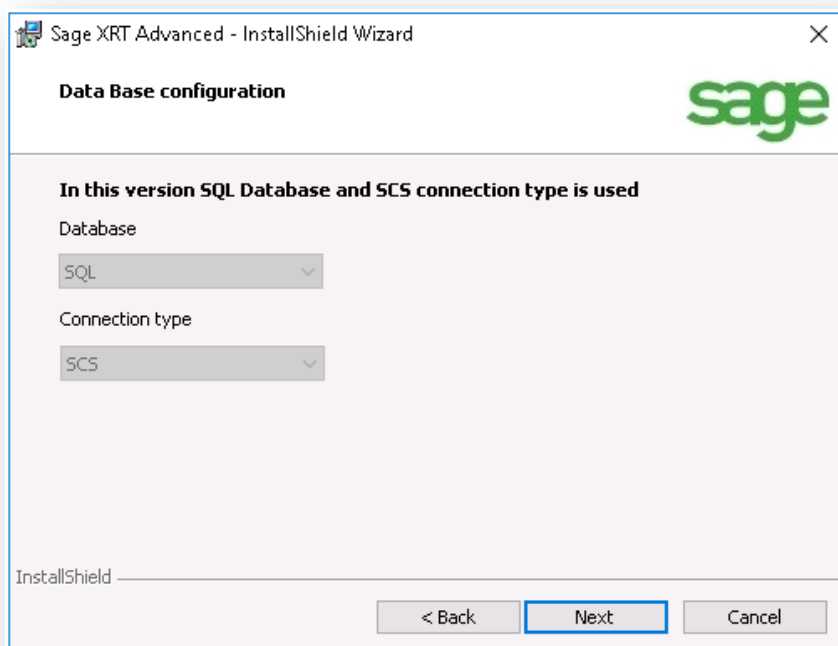 Sage XRT Advanced - InstallShield Wizard
Data Base configuration
sage
In this version SQL Database and SCS connection type is used
Database
SQL
Connection type
SCS
InstallShield
< Back
Next
Cancel